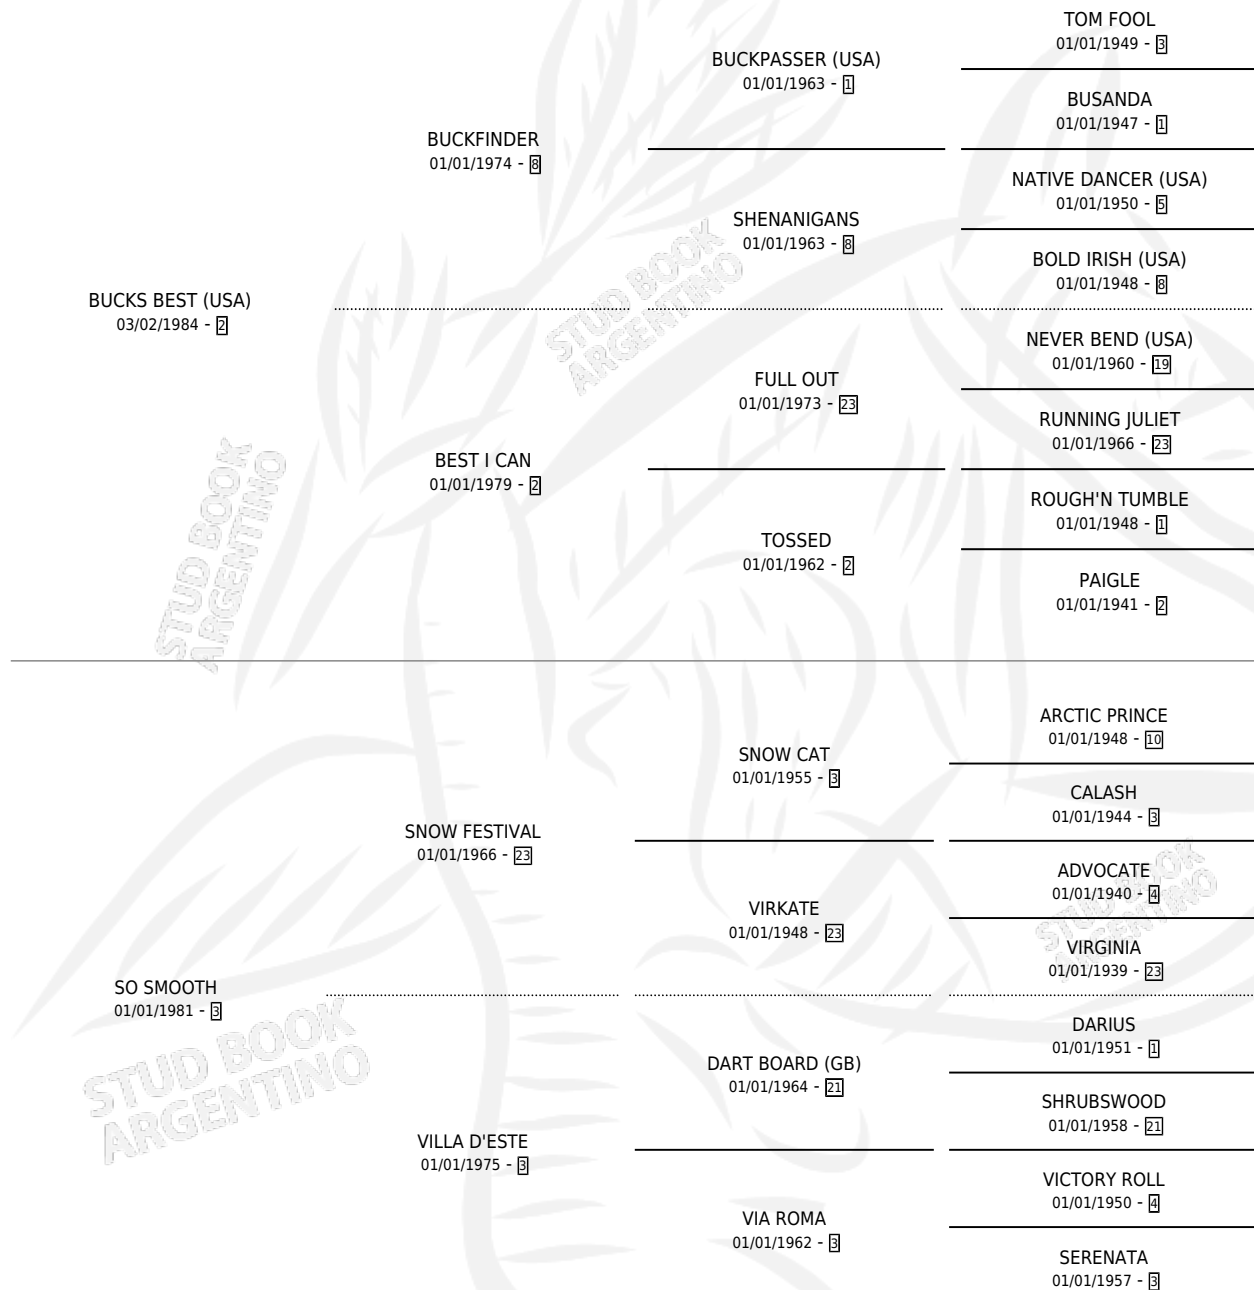 TOM FOOL
01/01/1949 - 3
BUCKPASSER (USA)
01/01/1963 - 1
BUSANDA
01/01/1947 - 1
BUCKFINDER
01/01/1974 - 8
NATIVE DANCER (USA)
01/01/1950 - 5
SHENANIGANS
01/01/1963 - 8
BOLD IRISH (USA)
01/01/1948 - 8
BUCKS BEST (USA)
03/02/1984 - 2
NEVER BEND (USA)
01/01/1960 - 19
FULL OUT
01/01/1973 - 23
RUNNING JULIET
01/01/1966 - 23
BEST I CAN
01/01/1979 - 2
ROUGH'N TUMBLE
01/01/1948 - 1
TOSSED
01/01/1962 - 2
PAIGLE
01/01/1941 - 2
ARCTIC PRINCE
01/01/1948 - 10
SNOW CAT
01/01/1955 - 3
CALASH
01/01/1944 - 3
SNOW FESTIVAL
01/01/1966 - 23
ADVOCATE
01/01/1940 - 4
VIRKATE
01/01/1948 - 23
VIRGINIA
01/01/1939 - 23
SO SMOOTH
01/01/1981 - 3
DARIUS
01/01/1951 - 1
DART BOARD (GB)
01/01/1964 - 21
SHRUBSWOOD
01/01/1958 - 21
VILLA D'ESTE
01/01/1975 - 3
VICTORY ROLL
01/01/1950 - 4
VIA ROMA
01/01/1962 - 3
SERENATA
01/01/1957 - 3
STUD BOOK
ARGENTINO
STUD BOOK
ARGENTINO
STUD BOOK
ARGENTINO
STUD BOOK
ARGENTINO